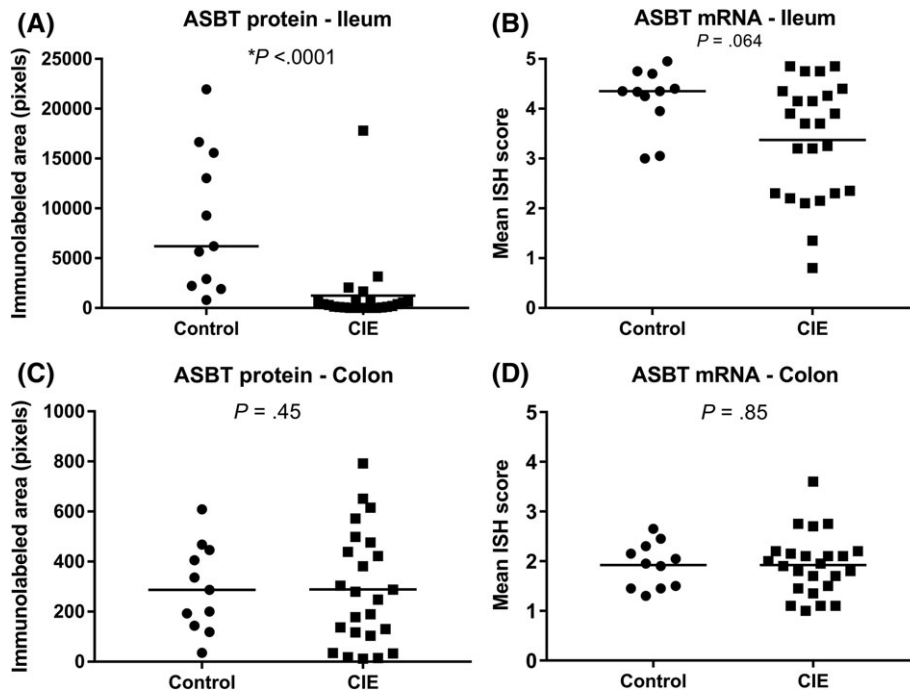 (A) ASBT protein - Ileum
*P <.0001
Immunolabeled area (pixels)
25000
20000
15000
10000
5000
0
Control CIE
(B) ASBT mRNA - Ileum
P = .064
Mean ISH score
5
4
3
2
1
0
Control CIE
(C) ASBT protein - Colon
P = .45
Immunolabeled area (pixels)
1000
800
600
400
200
0
Control CIE
(D) ASBT mRNA - Colon
P = .85
Mean ISH score
5
4
3
2
1
0
Control CIE